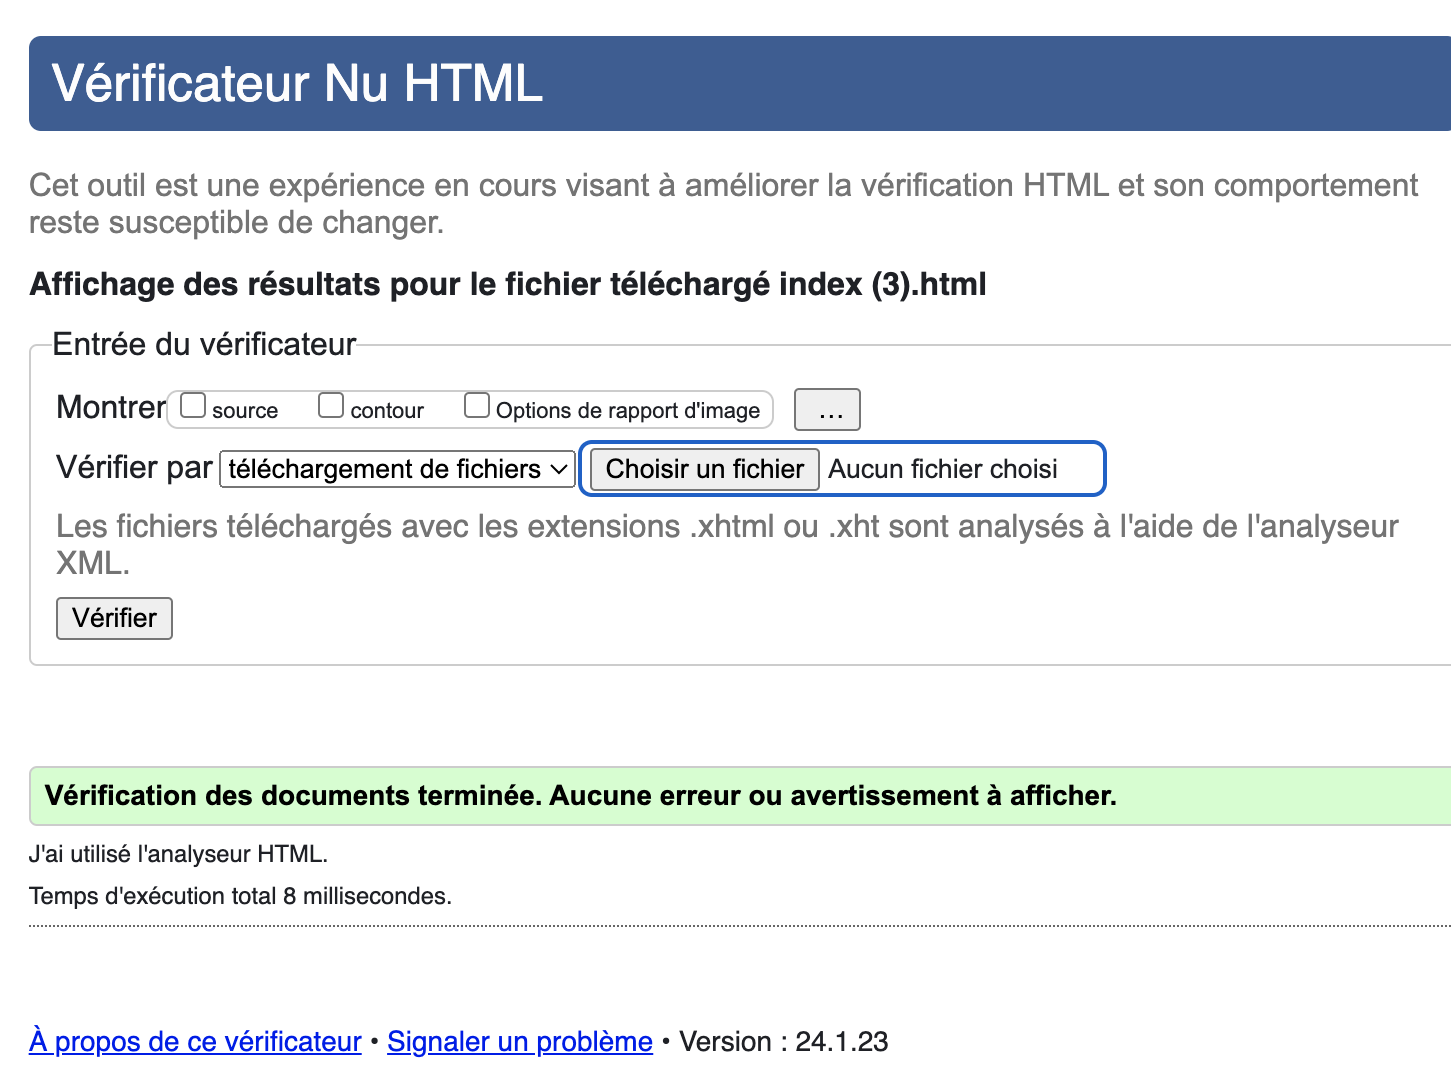 Vérificateur Nu HTML
Cet outil est une expérience en cours visant à améliorer la vérification HTML et son comportement
reste susceptible de changer.
Affichage des résultats pour le fichier téléchargé index (3).html
Entrée du vérificateur
Montrer source contour Options de rapport d'image ...
Vérifier par téléchargement de fichiers Choisir un fichier Aucun fichier choisi
Les fichiers téléchargés avec les extensions .xhtml ou .xht sont analysés à l'aide de l'analyseur
XML.
Vérifier
Vérification des documents terminée. Aucune erreur ou avertissement à afficher.
J'ai utilisé l'analyseur HTML.
Temps d'exécution total 8 millisecondes.
À propos de ce vérificateur • Signaler un problème • Version : 24.1.23